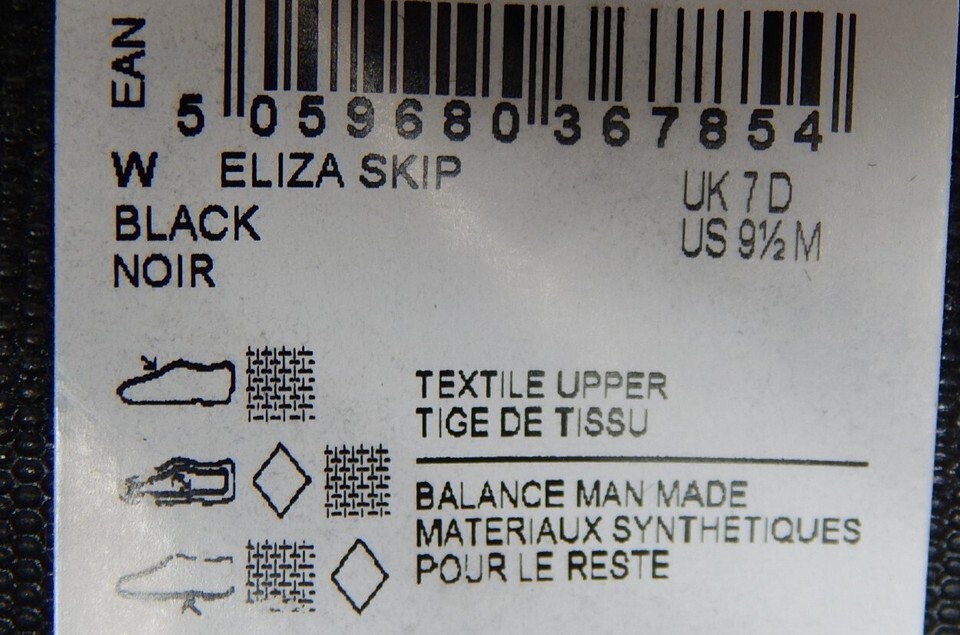 EAN
5 059680 367854
W ELIZA SKIP
BLACK
NOIR
UK 7 D
US 9½ M
TEXTILE UPPER
TIGE DE TISSU
BALANCE MAN MADE
MATERIAUX SYNTHÉTIQUES
POUR LE RESTE